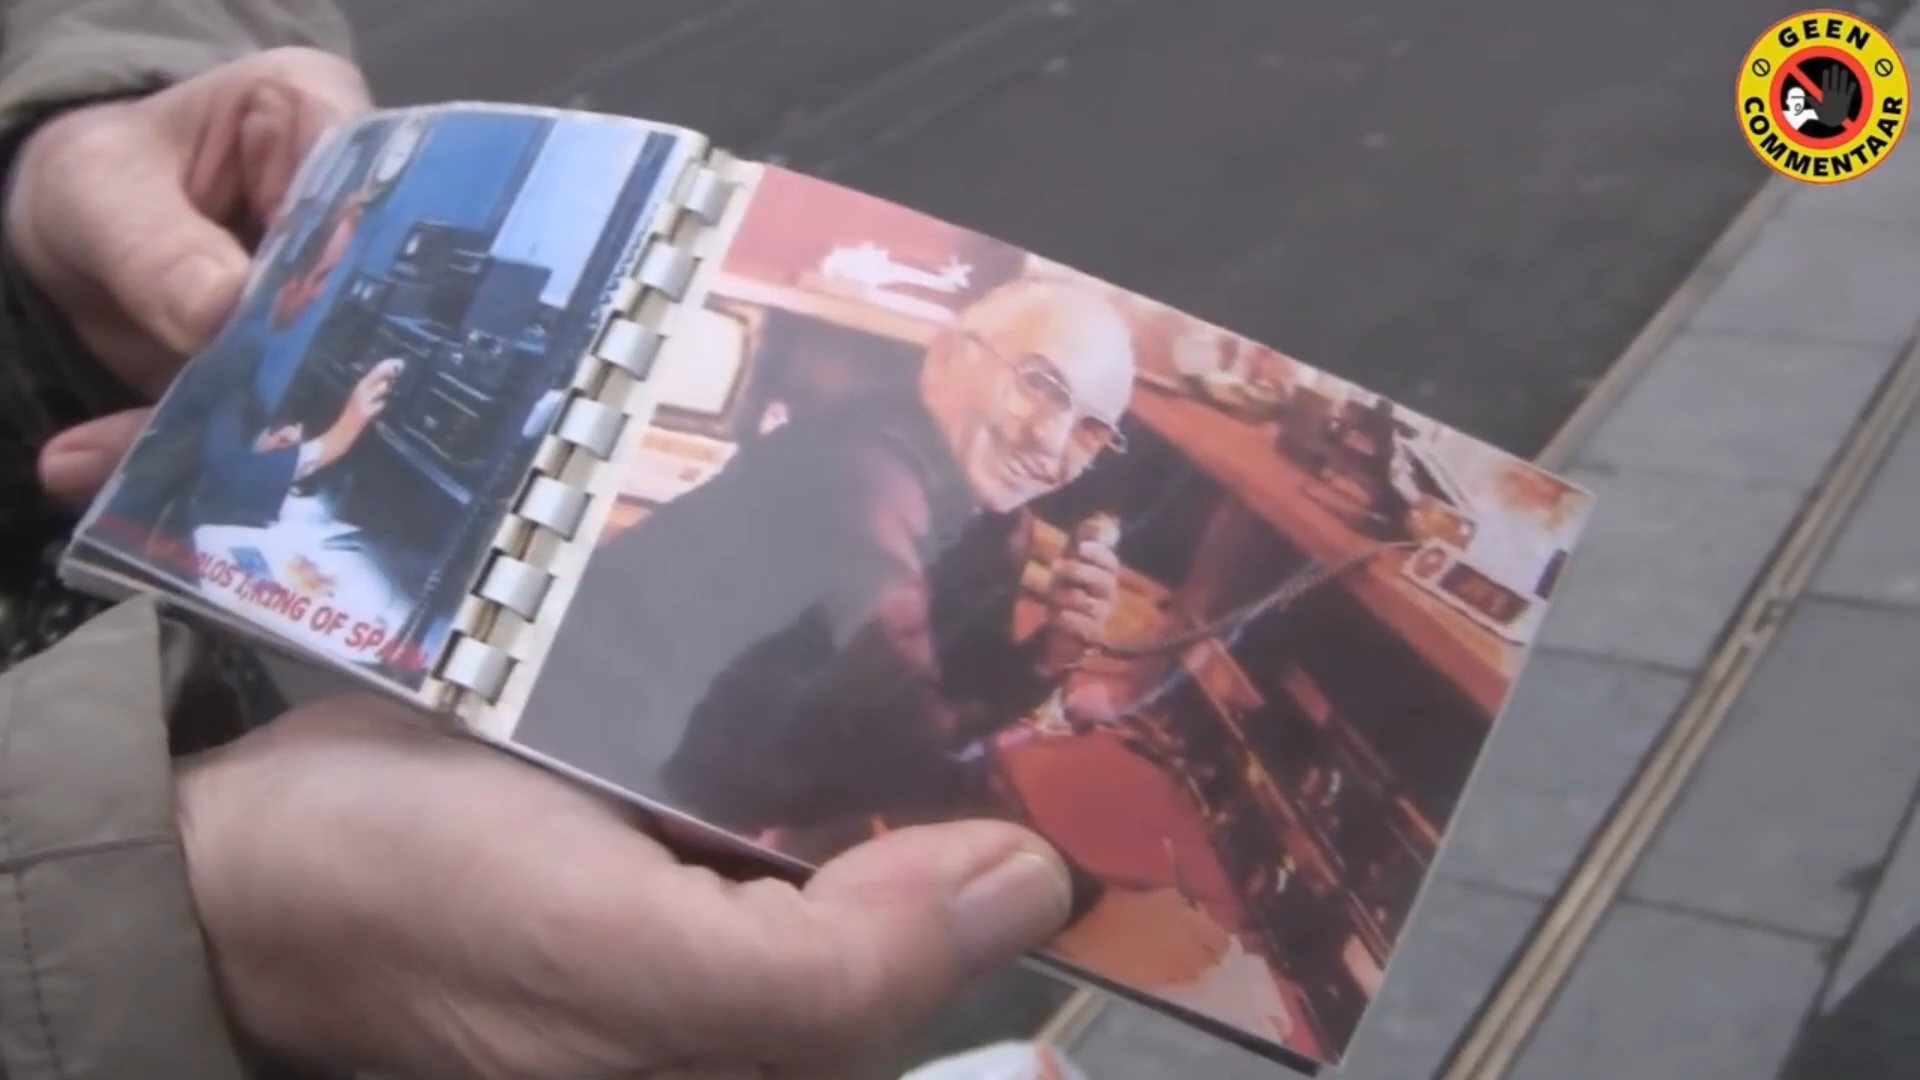 GEEN
COMMENTAAR
LOS I, KING OF SPAIN